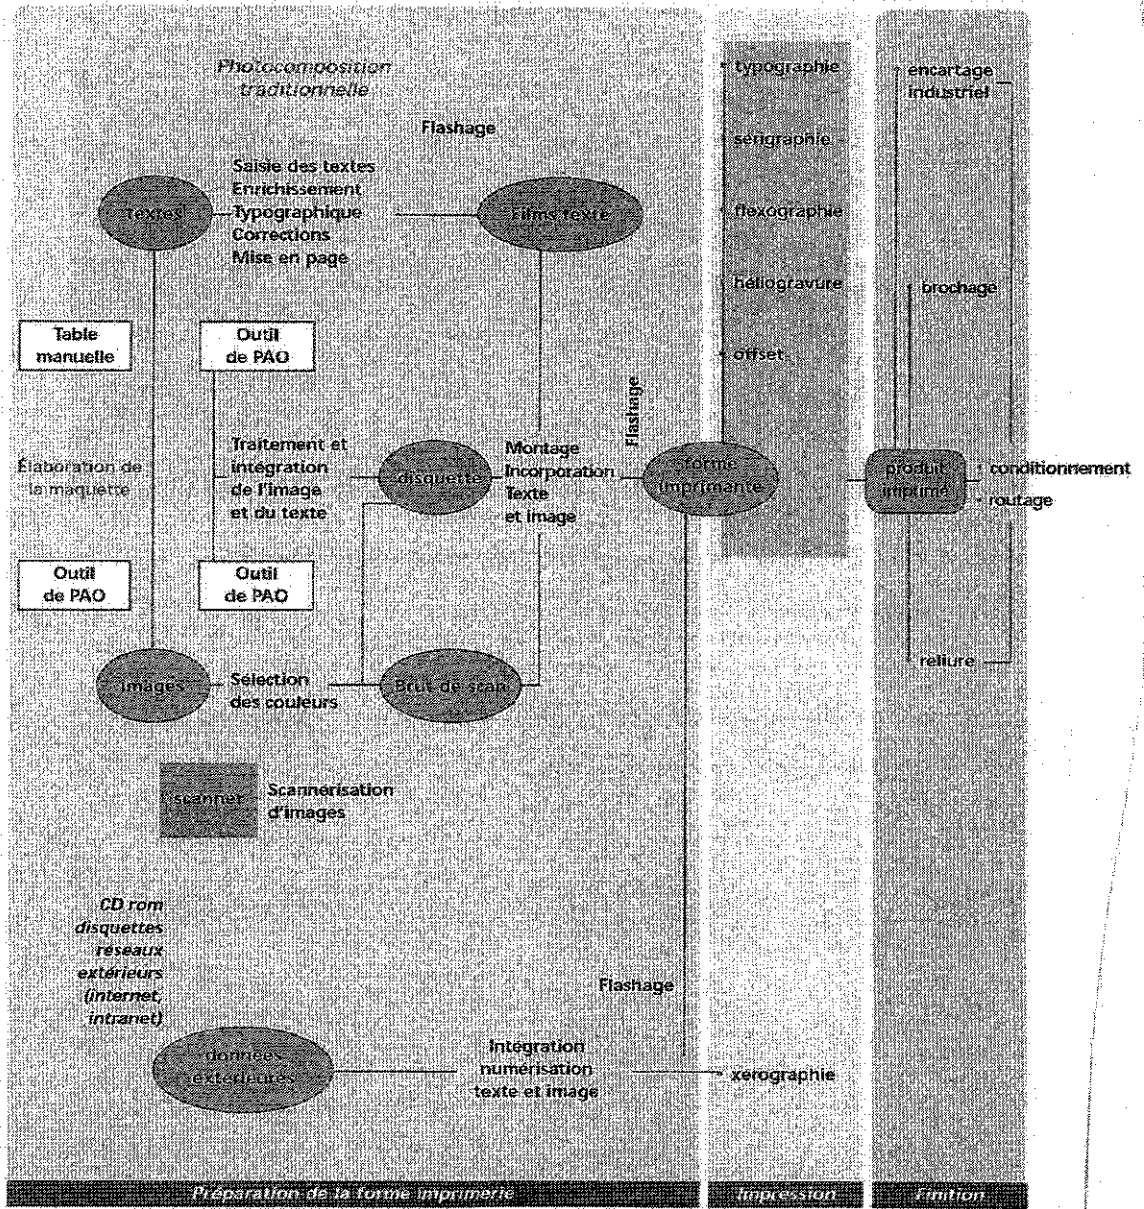 Photocomposition
traditionnelle
Flashage
Saisie des textes
Enrichissement
Typographique
Corrections
Mise en page
Textes
Films texte
Table
manuelle
Outil
de PAO
Élaboration de
la maquette
Traitement et
intégration
de l'image
et du texte
disquette
Montage
Incorporation
Texte
et image
Flashage
forme
imprimante
Outil
de PAO
Outil
de PAO
Images
Sélection
des couleurs
Brut de scan
scanner
Scannérisation
d'images
CD rom
disquettes
réseaux
extérieurs
(internet,
intranet)
données
extérieures
Intégration
numérisation
texte et image
Flashage
typographie
sérigraphie
flexographie
héliogravure
offset
xérographie
encartage
industriel
brochage
produit
imprimé
• conditionnement
• routage
reliure
Préparation de la forme imprimerie
Impression
Finition